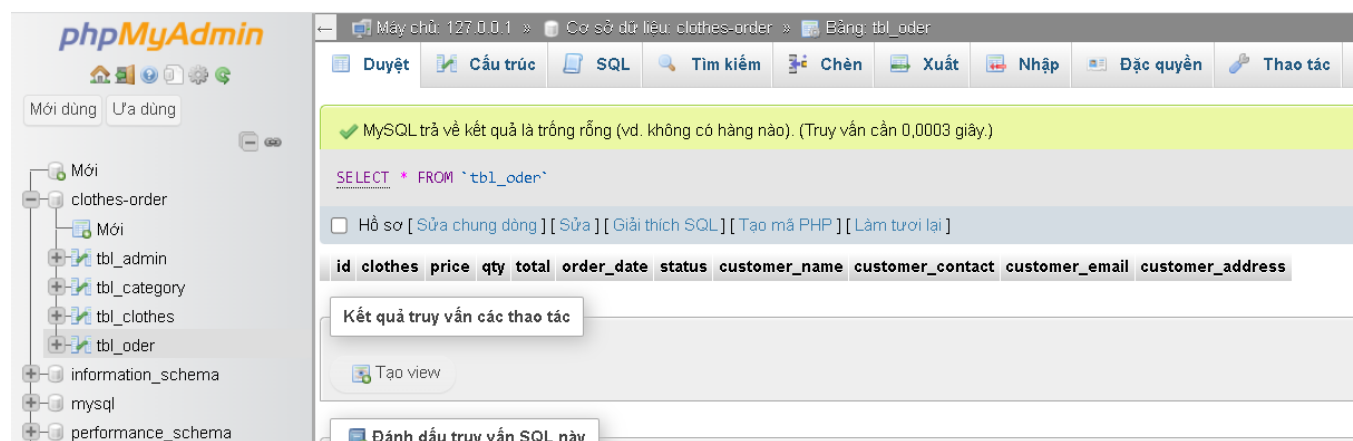 phpMyAdmin
Mới dùng Ưa dùng
Mới
clothes-order
Mới
tbl_admin
tbl_category
tbl_clothes
tbl_oder
information_schema
mysql
performance_schema
← Máy chủ: 127.0.0.1 » Cơ sở dữ liệu: clothes-order » Bảng: tbl_oder
Duyệt Cấu trúc SQL Tìm kiếm Chèn Xuất Nhập Đặc quyền Thao tác
MySQL trả về kết quả là trống rỗng (vd. không có hàng nào). (Truy vấn cần 0,0003 giây.)
SELECT * FROM `tbl_oder`
Hồ sơ [ Sửa chung dòng ] [ Sửa ] [ Giải thích SQL ] [ Tạo mã PHP ] [ Làm tươi lại ]
id clothes price qty total order_date status customer_name customer_contact customer_email customer_address
Kết quả truy vấn các thao tác
Tạo view
Đánh dấu truy vấn SQL này